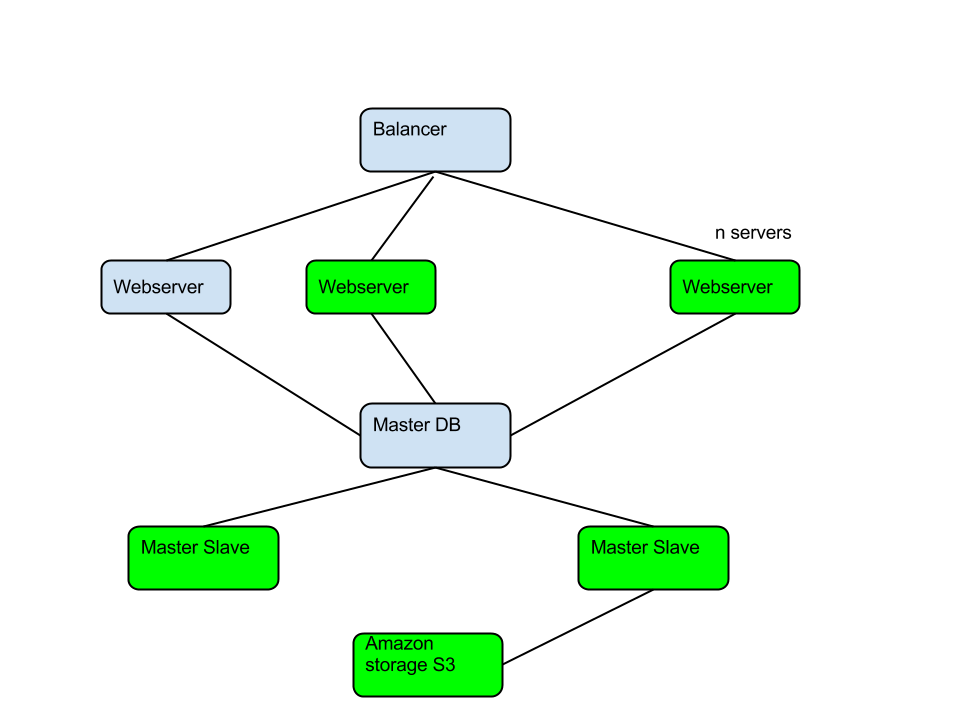 Balancer
n servers
Webserver
Webserver
Webserver
Master DB
Master Slave
Master Slave
Amazon
storage S3